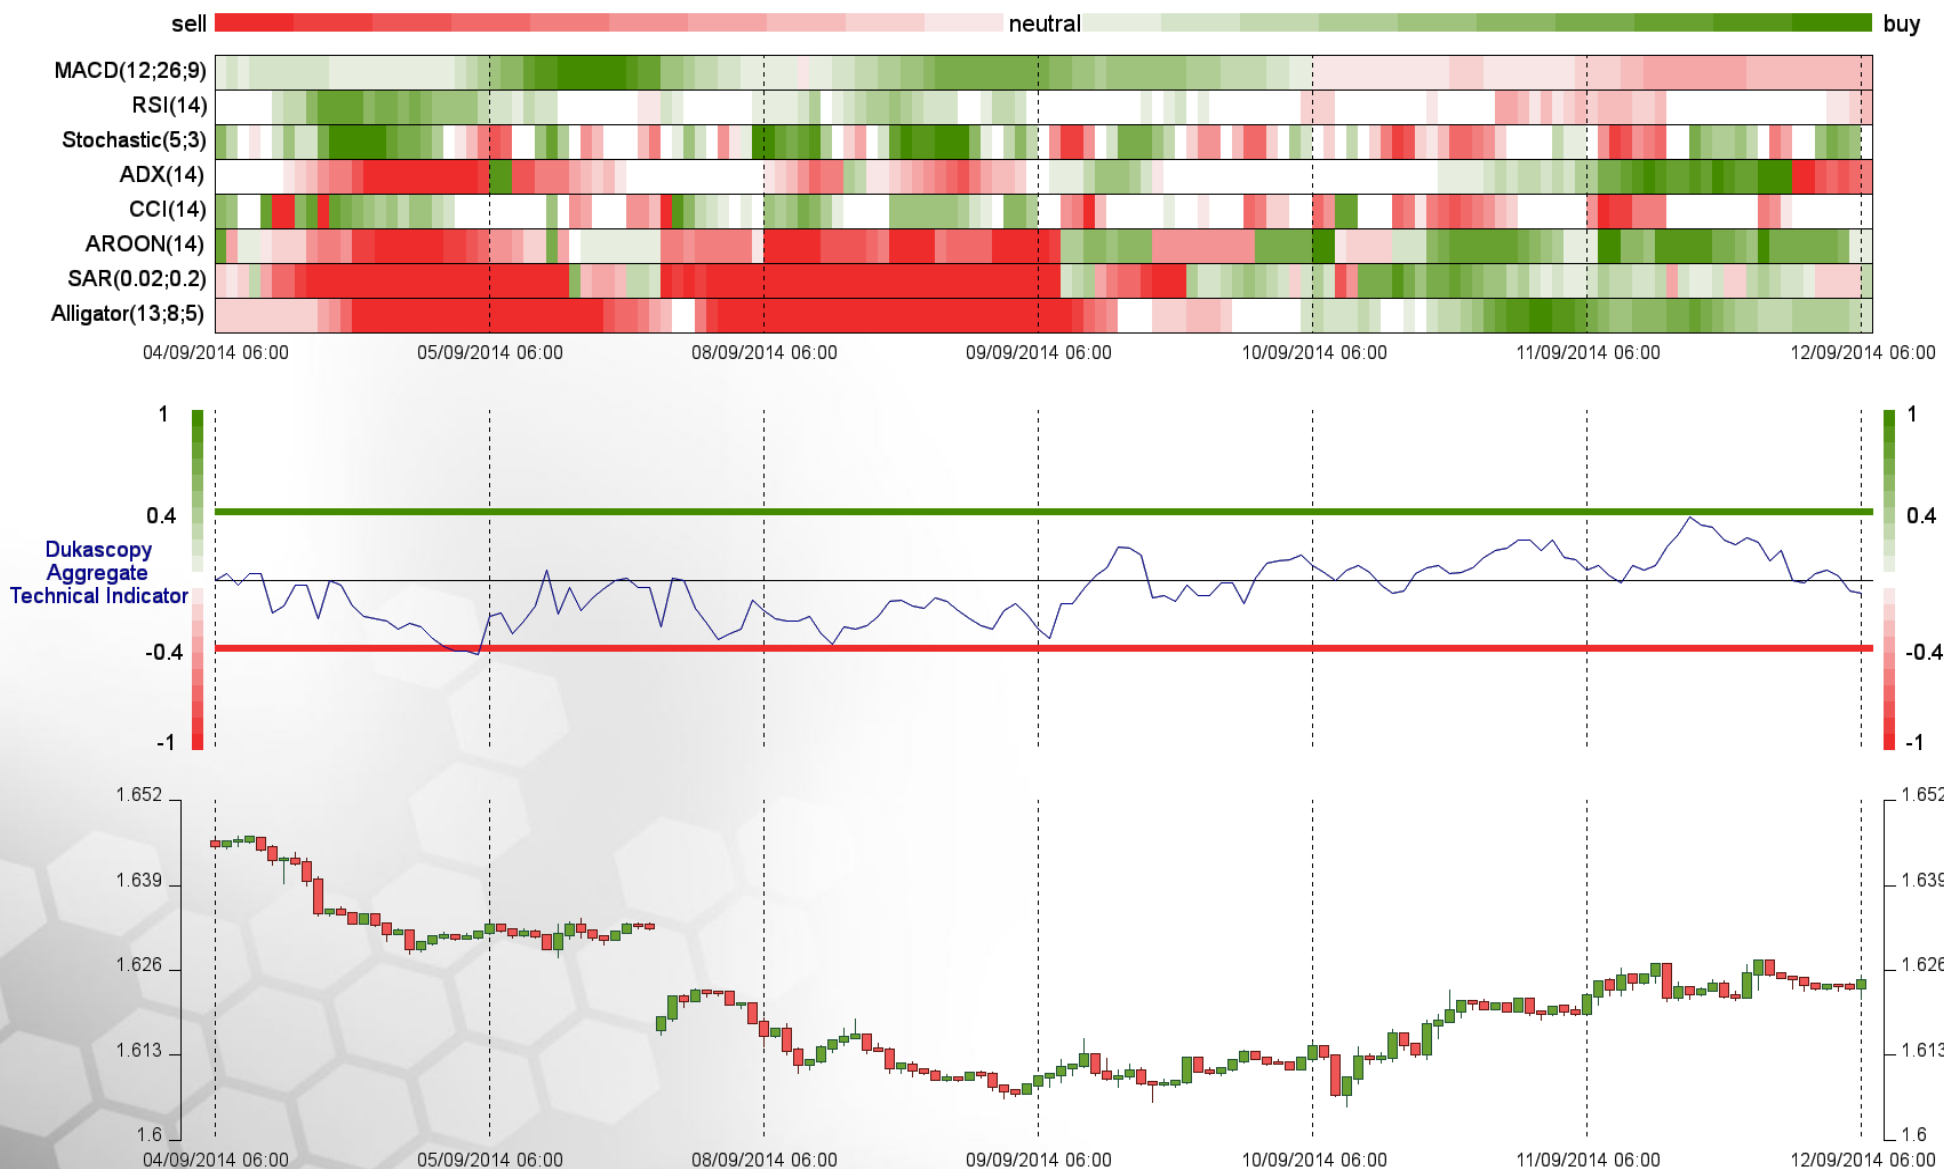 sell neutral buy
MACD(12;26;9)
RSI(14)
Stochastic(5;3)
ADX(14)
CCI(14)
AROON(14)
SAR(0.02;0.2)
Alligator(13;8;5)
04/09/2014 06:00 05/09/2014 06:00 08/09/2014 06:00 09/09/2014 06:00 10/09/2014 06:00 11/09/2014 06:00 12/09/2014 06:00
1 1
0.4 0.4
Dukascopy
Aggregate
Technical Indicator
-0.4 -0.4
-1 -1
1.652 1.652
1.639 1.639
1.626 1.626
1.613 1.613
1.6 1.6
04/09/2014 06:00 05/09/2014 06:00 08/09/2014 06:00 09/09/2014 06:00 10/09/2014 06:00 11/09/2014 06:00 12/09/2014 06:00